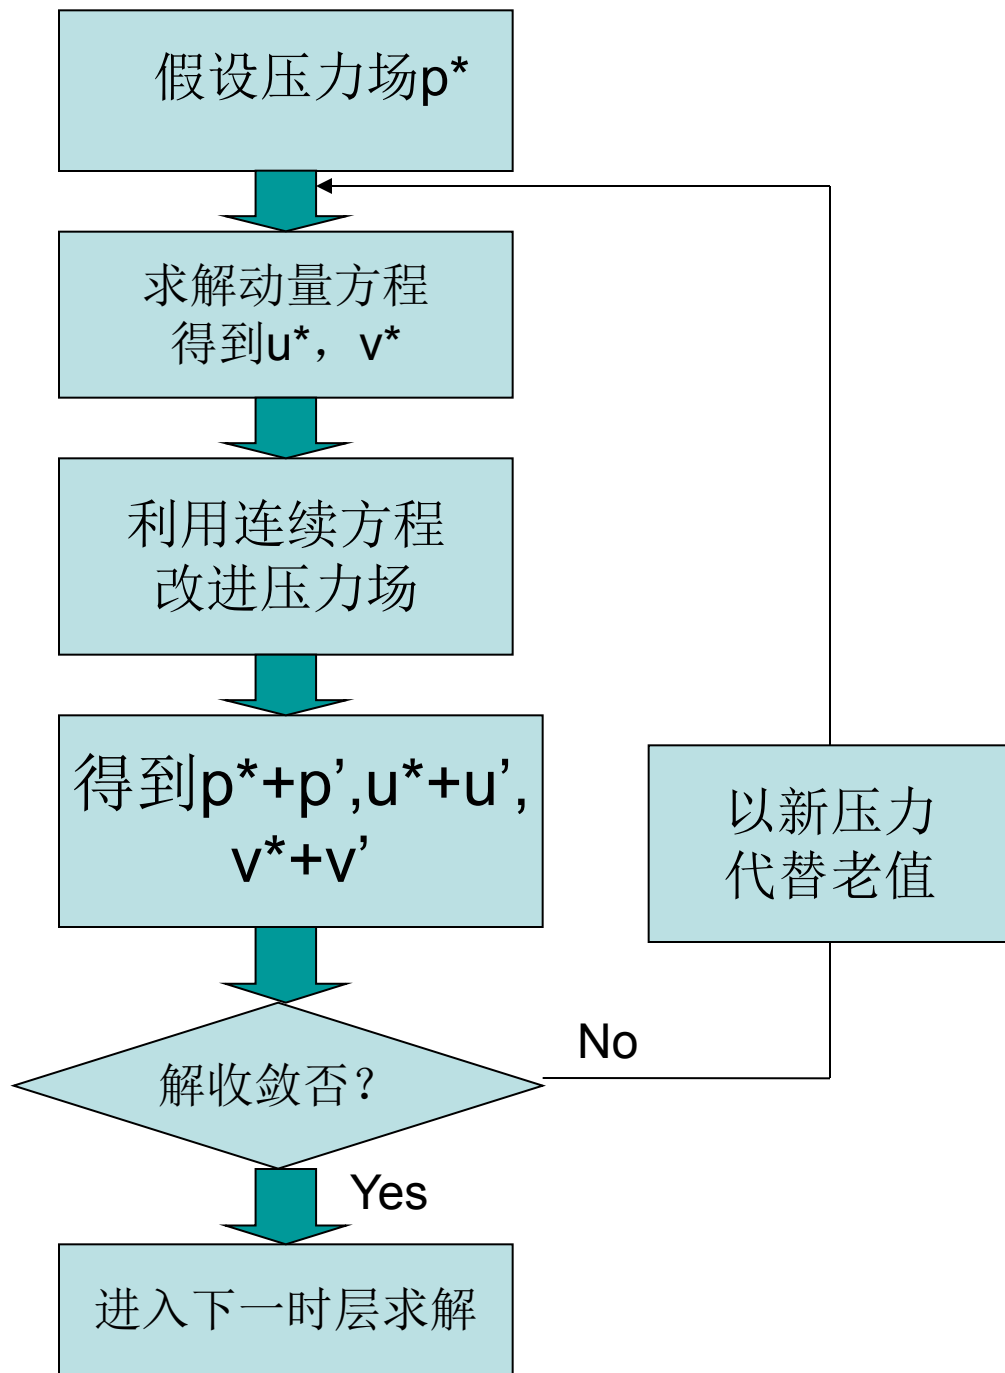 假设压力场p*
求解动量方程
得到u*，v*
利用连续方程
改进压力场
得到p*+p’,u*+u’,
v*+v’
以新压力
代替老值
No
解收敛否？
Yes
进入下一时层求解